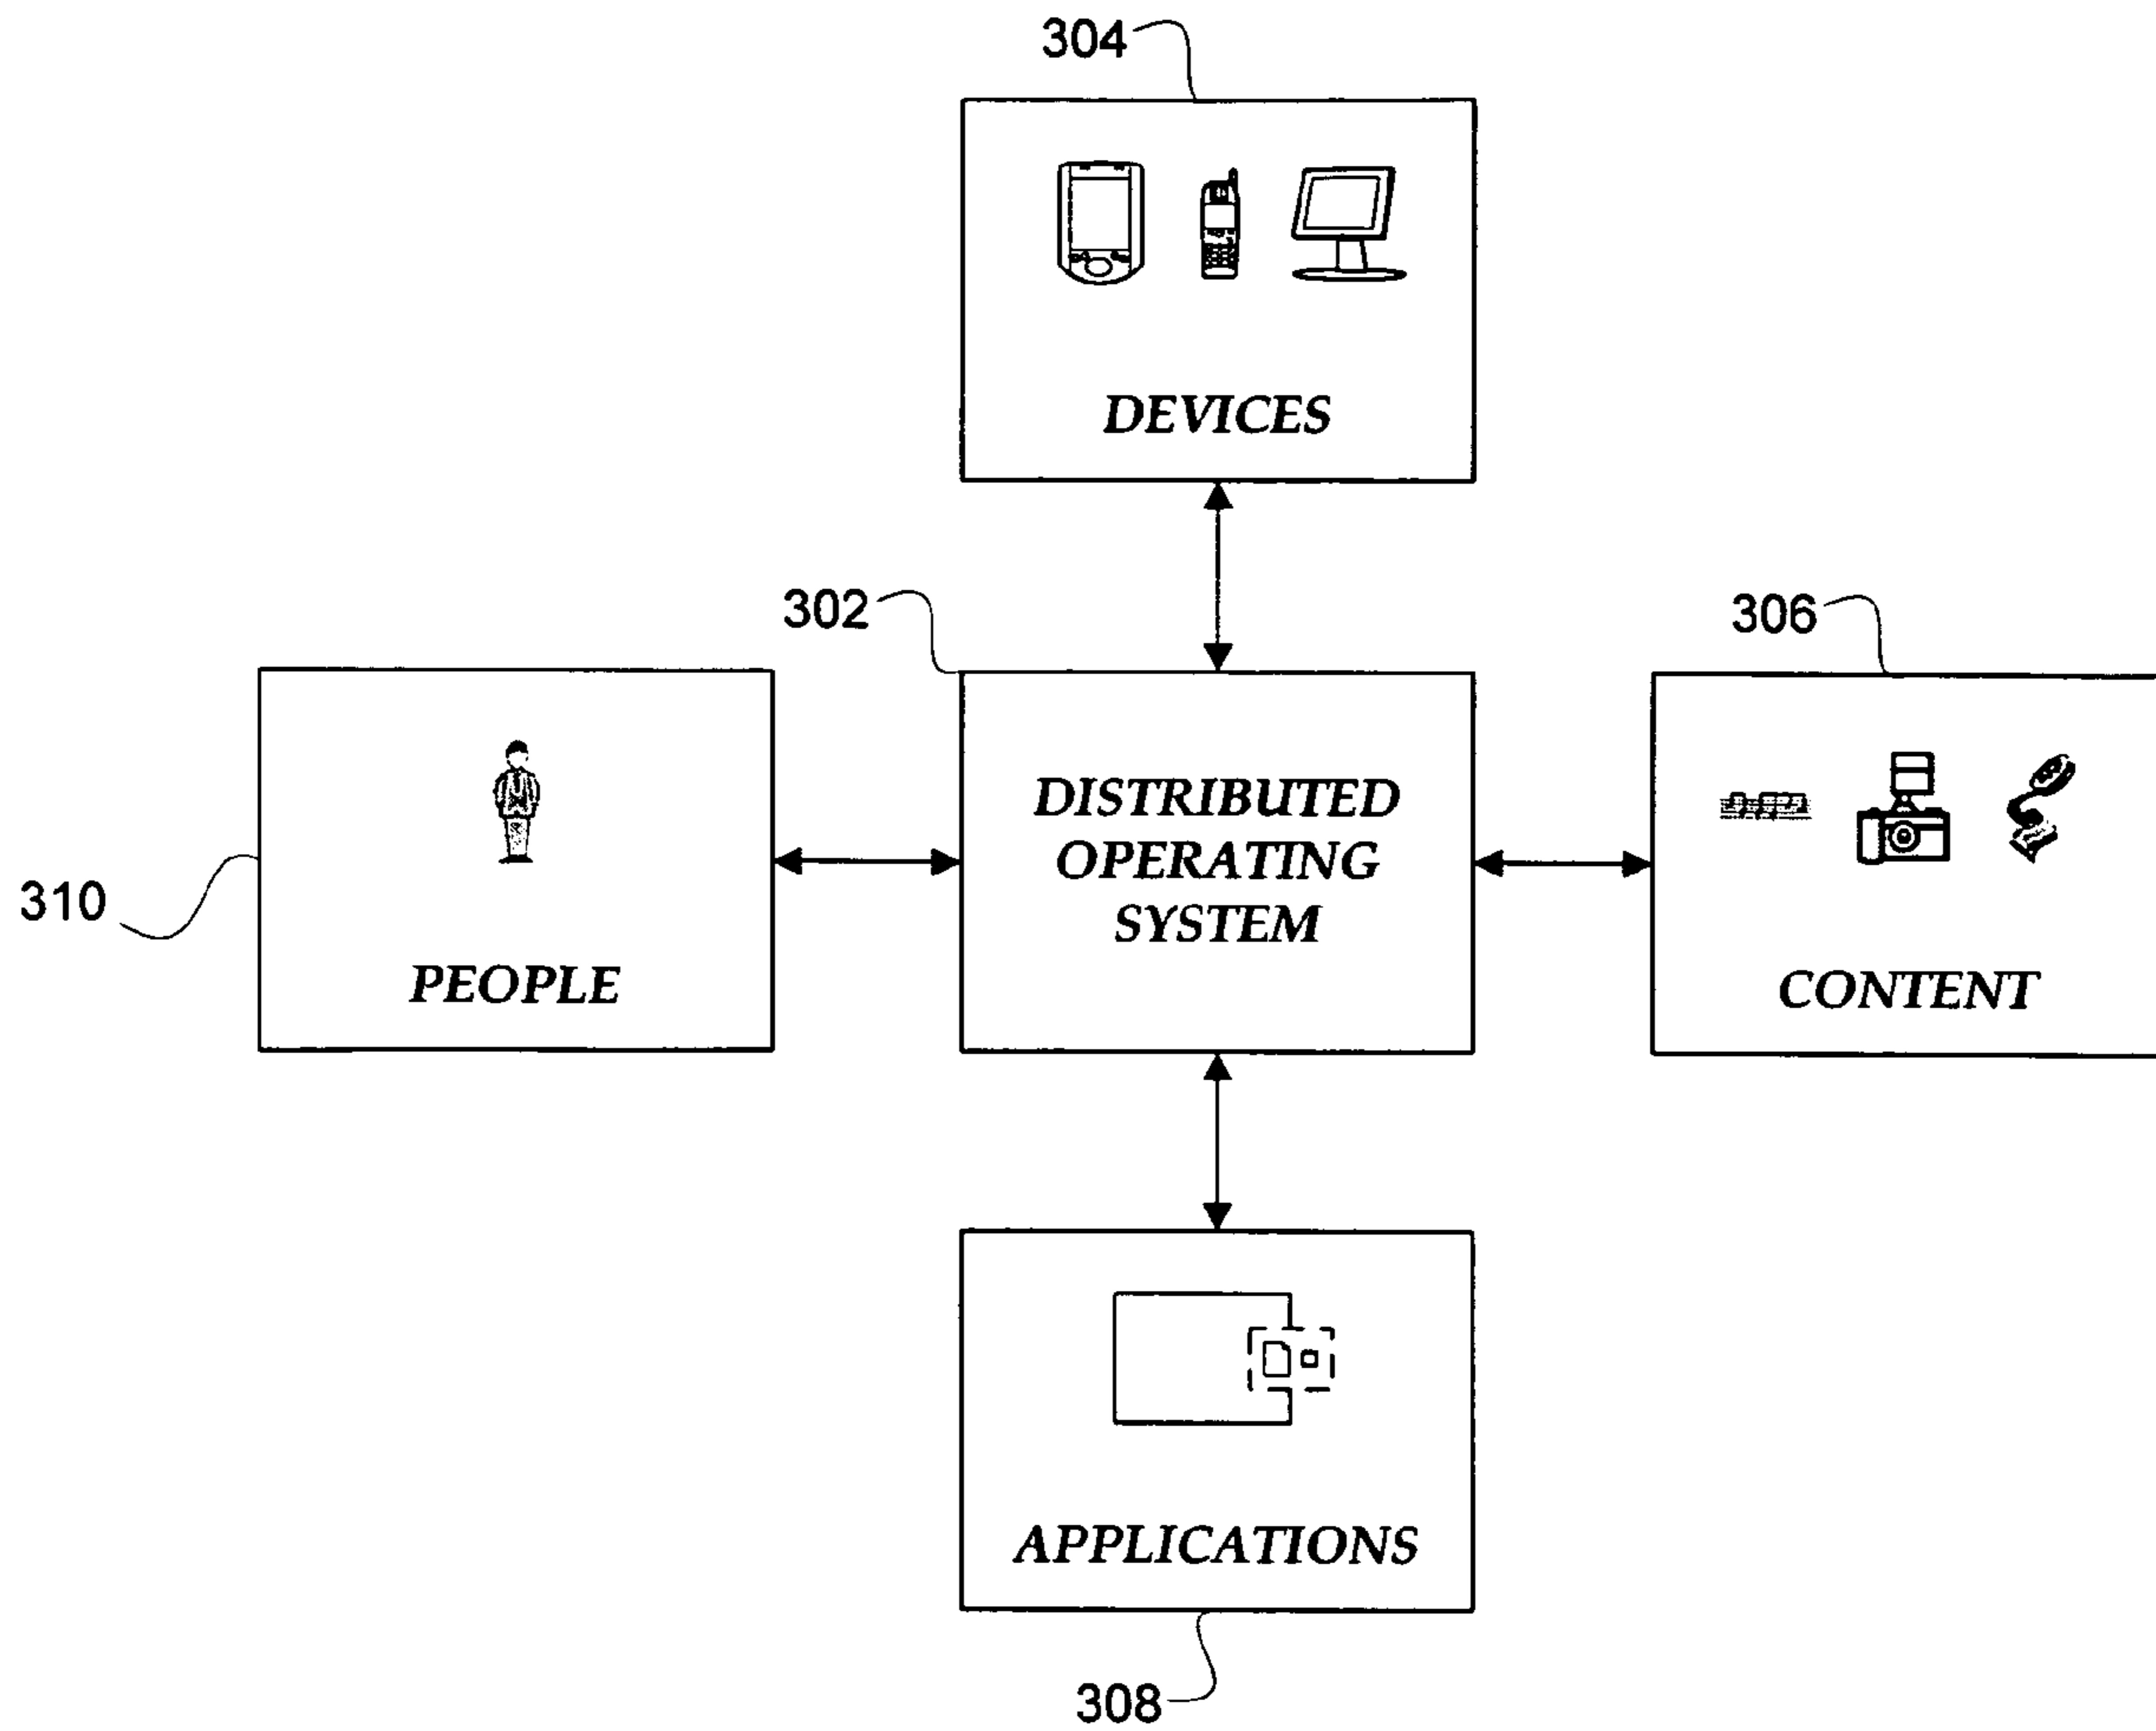 304
DEVICES
302
306
310
PEOPLE
DISTRIBUTED
OPERATING
SYSTEM
CONTENT
APPLICATIONS
308